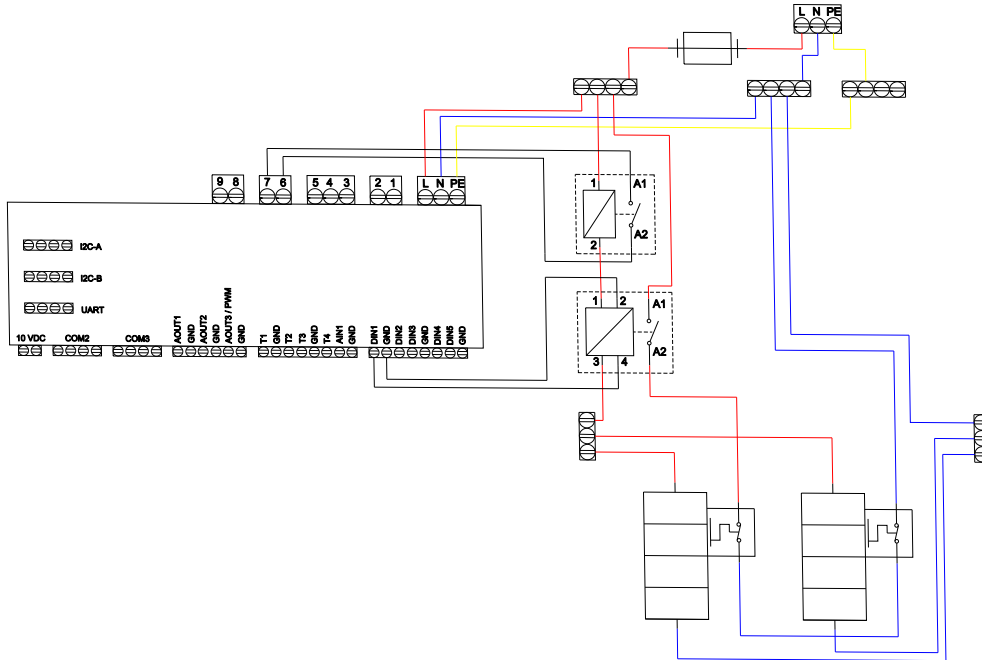 L N PE
9 8
7 6
5 4 3
2 1
L N PE
1
A1
2
A2
I2C-A
I2C-B
UART
1 2
A1
A2
3 4
10 VDC
COM2
COM3
AOUT1
GND
AOUT2
GND
AOUT3 / PWM
GND
T1
GND
T2
T3
GND
T4
AIN1
GND
DIN1
GND
DIN2
DIN3
GND
DIN4
DIN5
GND